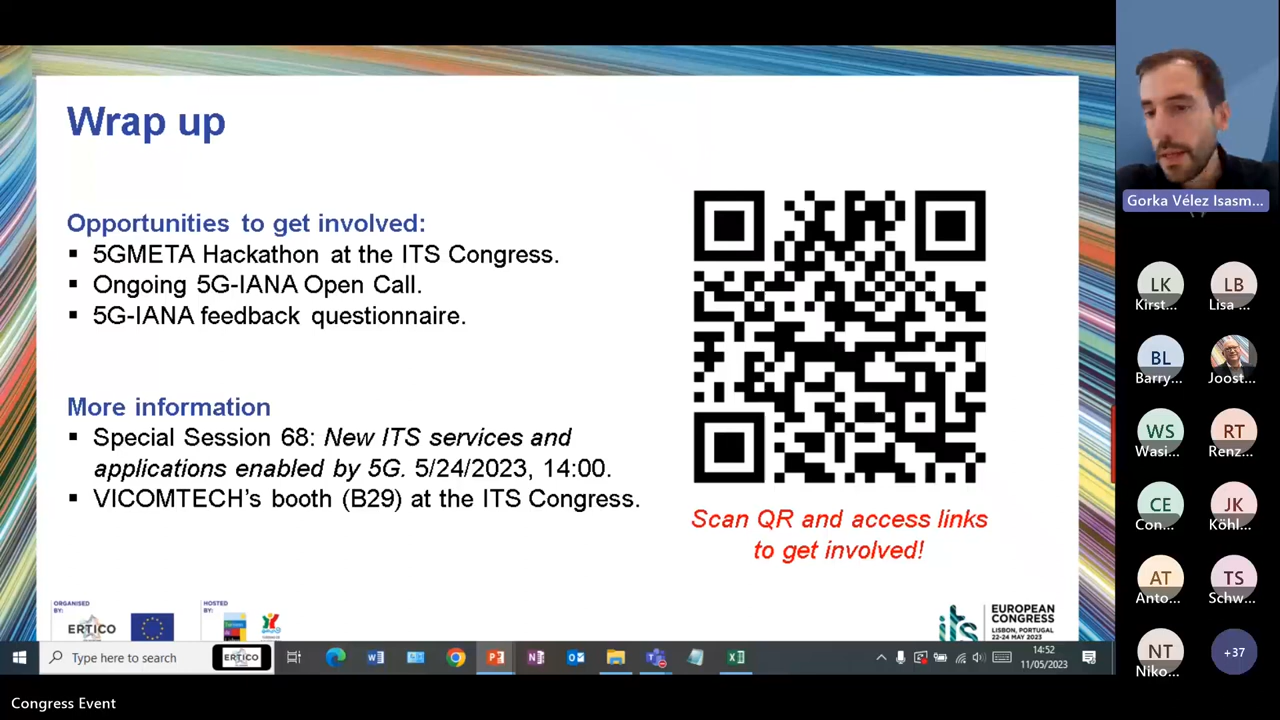 Wrap up
Opportunities to get involved:
▪ 5GMETA Hackathon at the ITS Congress.
▪ Ongoing 5G-IANA Open Call.
▪ 5G-IANA feedback questionnaire.
More information
▪ Special Session 68: New ITS services and
applications enabled by 5G. 5/24/2023, 14:00.
▪ VICOMTECH’s booth (B29) at the ITS Congress.
Scan QR and access links
to get involved!
ORGANISED
BY:
ERTICO
HOSTED
BY:
its
EUROPEAN
CONGRESS
LISBON, PORTUGAL
22-24 MAY 2023
Type here to search
ERTICO
14:52
11/05/2023
Congress Event
Gorka Vélez Isasm...
LK
Kirst...
LB
Lisa ...
BL
Barry...
Joost...
WS
Wasi...
RT
Renz...
CE
Con...
JK
Köhl...
AT
Anto...
TS
Schw...
NT
Niko...
+37